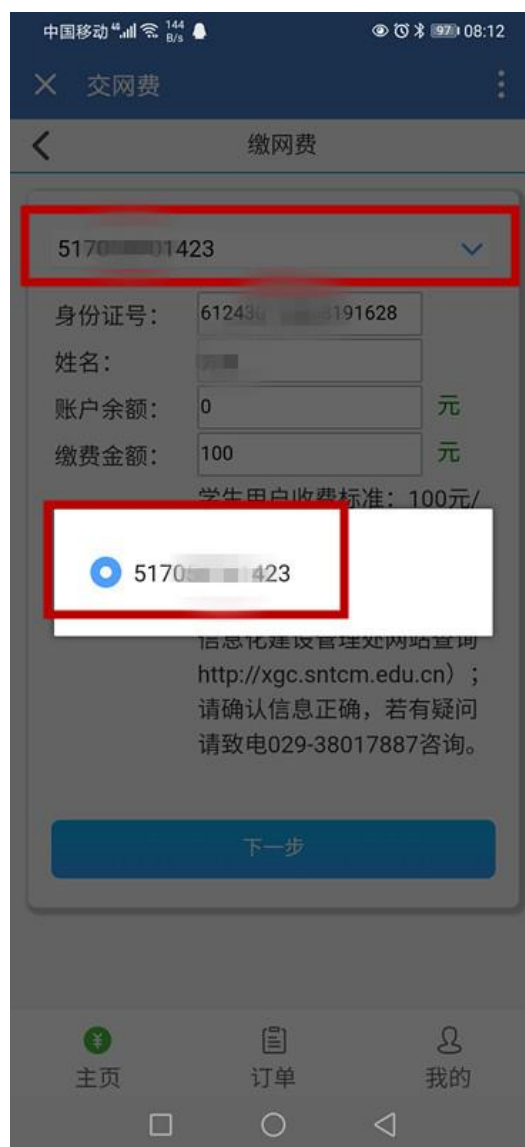 中国移动 46 144 B/s 97 08:12
交网费
缴网费
5170 01423
身份证号： 61243 191628
姓名：
账户余额： 0 元
缴费金额： 100 元
学生用户收费标准：100元/
5170 423
信息化建设管理处网站查询
http://xgc.sntcm.edu.cn）；
请确认信息正确，若有疑问
请致电029-38017887咨询。
下一步
主页 订单 我的